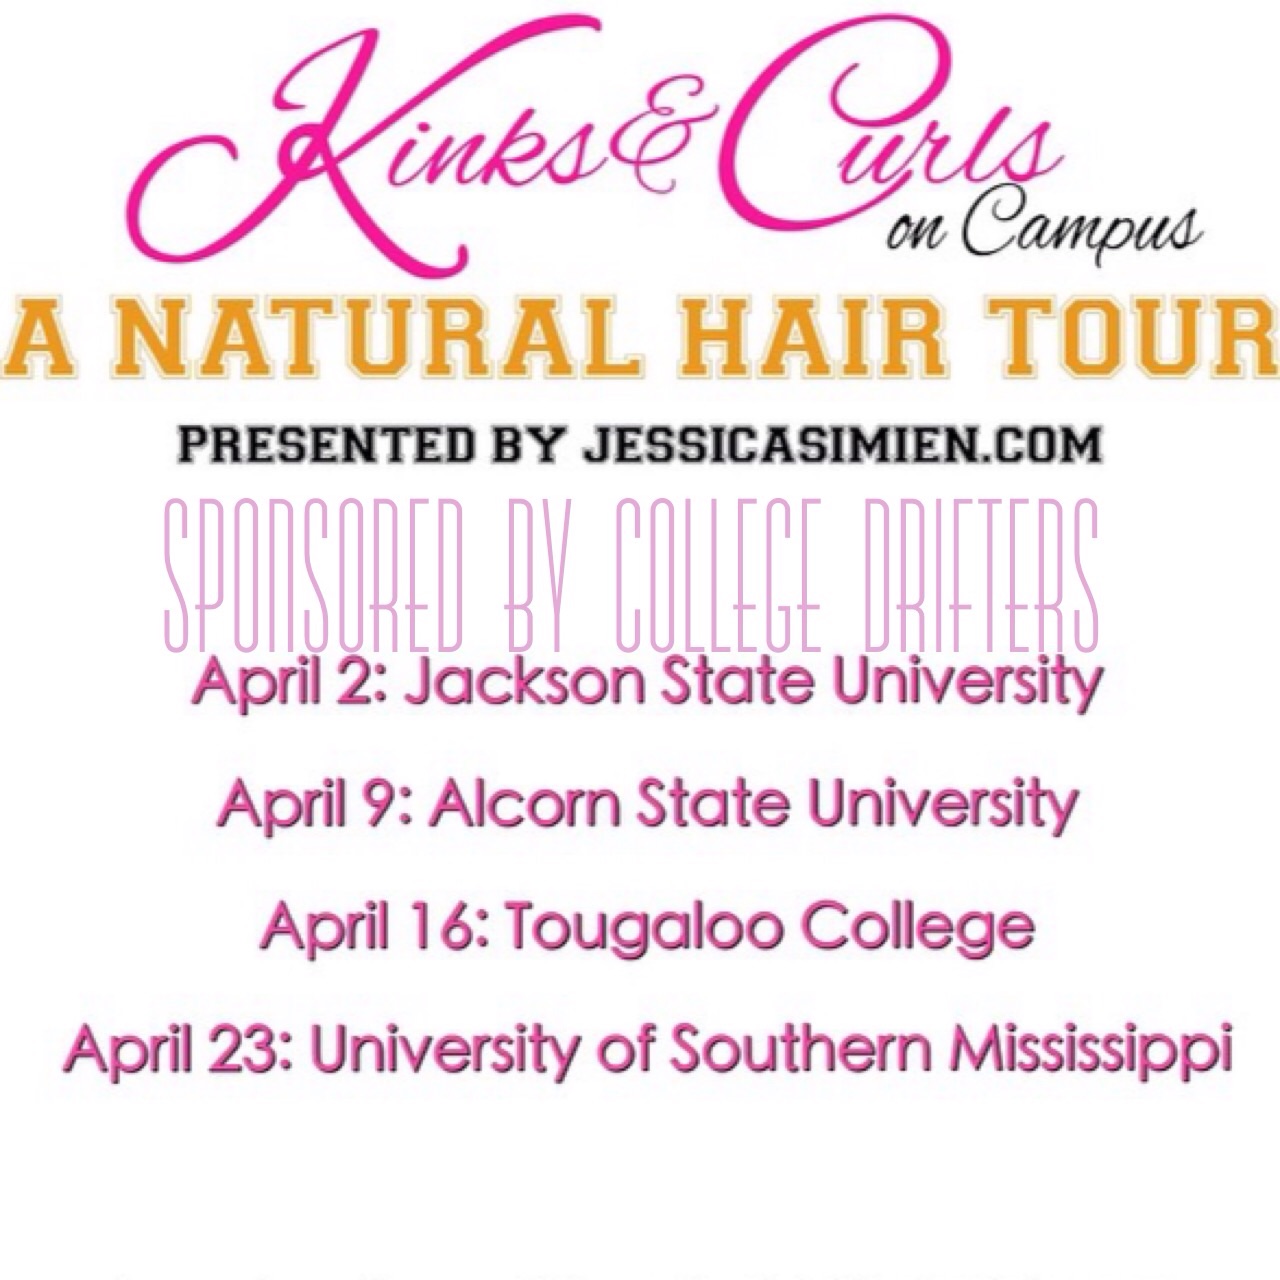 Kinks & Curls
on Campus
A NATURAL HAIR TOUR
PRESENTED BY JESSICASIMIEN.COM
SPONSORED BY COLLEGE DRIFTERS
April 2: Jackson State University
April 9: Alcorn State University
April 16: Tougaloo College
April 23: University of Southern Mississippi